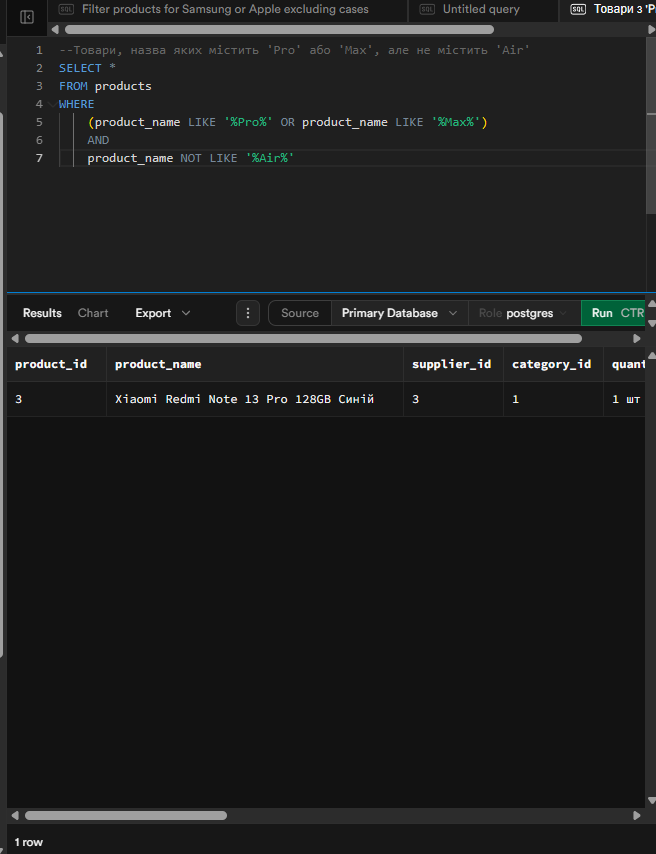 SQL Filter products for Samsung or Apple excluding cases SQL Untitled query SQL Товари з 'P
1 --Товари, назва яких містить 'Pro' або 'Max', але не містить 'Air'
2 SELECT *
3 FROM products
4 WHERE
5 (product_name LIKE '%Pro%' OR product_name LIKE '%Max%')
6 AND
7 product_name NOT LIKE '%Air%'
Results Chart Export Source Primary Database Role postgres Run CTR
product_id product_name supplier_id category_id quant
3 Xiaomi Redmi Note 13 Pro 128GB Синій 3 1 1 шт
1 row